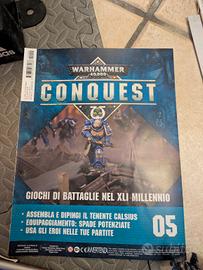 WARHAMMER
40,000
CONQUEST
GIOCHI DI BATTAGLIE NEL XLI MILLENNIO
• ASSEMBLA E DIPINGI IL TENENTE CALSIUS
• EQUIPAGGIAMENTO: SPADE POTENZIATE
• USA GLI EROI NELLE TUE PARTITE
05
Subito